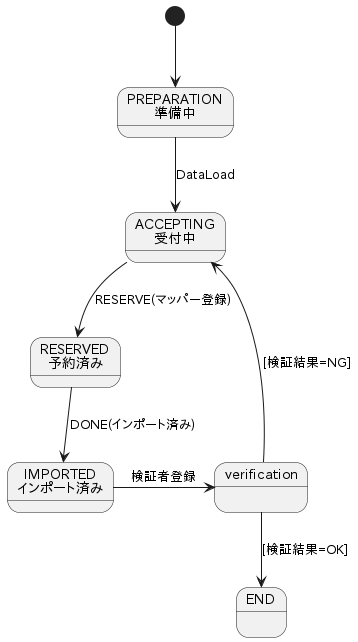 PREPARATION
準備中
DataLoad
ACCEPTING
受付中
RESERVE(マッパー登録)
[検証結果=NG]
RESERVED
予約済み
DONE(インポート済み)
IMPORTED
インポート済み
検証者登録
verification
[検証結果=OK]
END